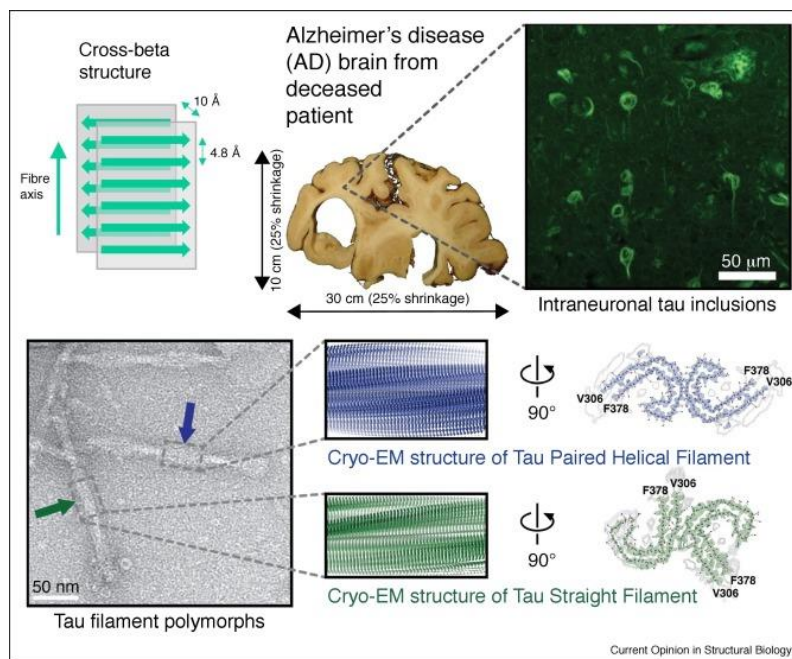 Cross-beta
structure
10 Å
4.8 Å
Fibre
axis
Alzheimer's disease
(AD) brain from
deceased
patient
10 cm (25% shrinkage)
30 cm (25% shrinkage)
50 μm
Intraneuronal tau inclusions
50 nm
Tau filament polymorphs
90°
F378
V306
V306
F378
Cryo-EM structure of Tau Paired Helical Filament
90°
V306
F378
F378
V306
Cryo-EM structure of Tau Straight Filament
Current Opinion in Structural Biology